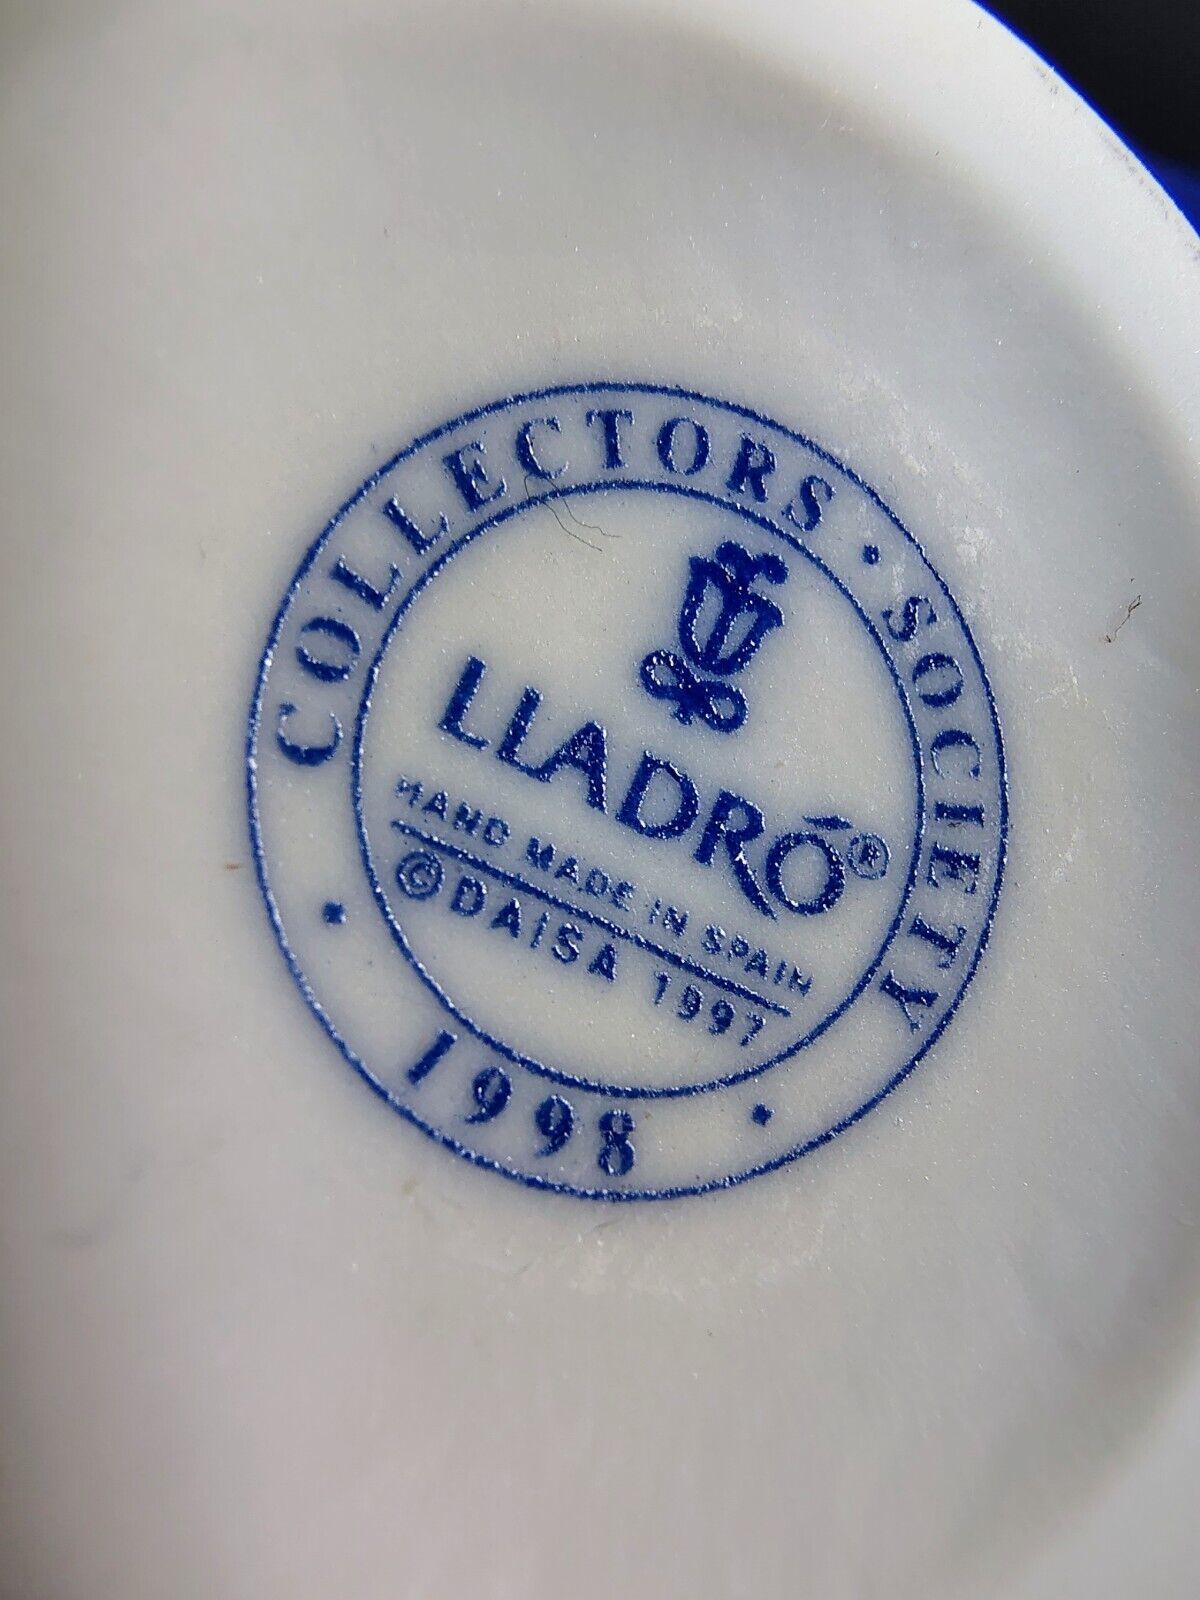 COLLECTORS · SOCIETY
LLADRÓ®
HAND MADE IN SPAIN
© DAISA 1997
· 1998 ·